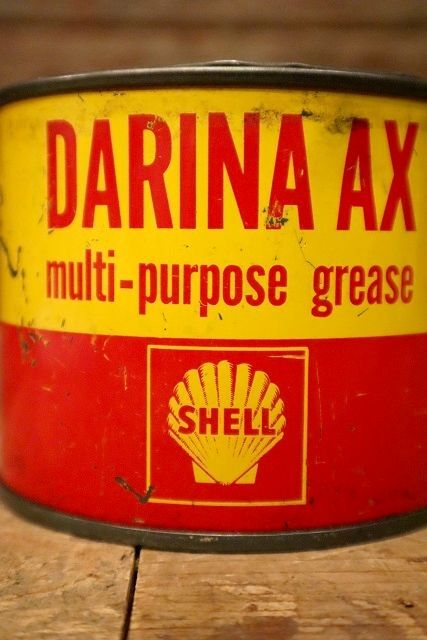 DARINA AX
multi-purpose grease
SHELL